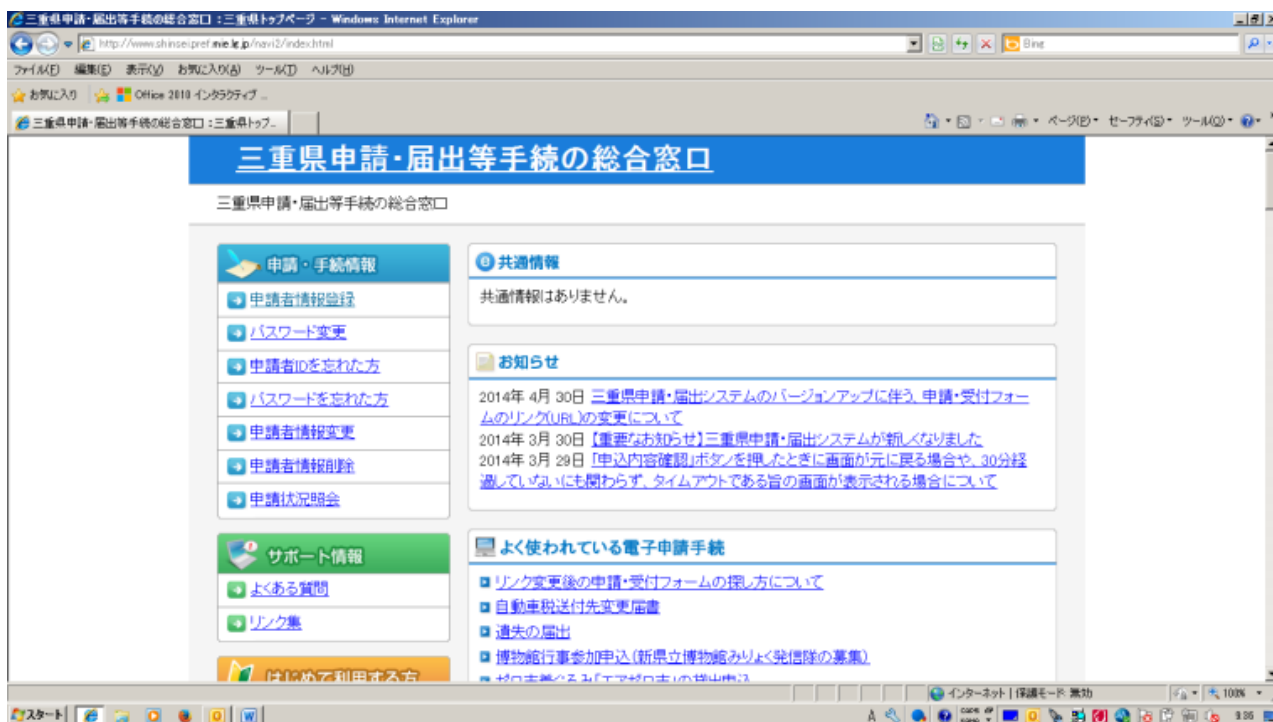 三重県申請・届出等手続の総合窓口 : 三重県トップページ - Windows Internet Explorer
http://www.shinsei.pref.mie.lg.jp/navi2/index.html
Bing
ファイル(F) 編集(E) 表示(V) お気に入り(A) ツール(T) ヘルプ(H)
お気に入り Office 2010 インタラクティブ ...
三重県申請・届出等手続の総合窓口 : 三重県トップ...
ページ(P) セーフティ(S) ツール(O)
三重県申請・届出等手続の総合窓口
三重県申請・届出等手続の総合窓口
申請・手続情報
申請者情報登録
パスワード変更
申請者IDを忘れた方
パスワードを忘れた方
申請者情報変更
申請者情報削除
申請状況照会
サポート情報
よくある質問
リンク集
はじめて利用する方
共通情報
共通情報はありません。
お知らせ
2014年 4月 30日 三重県申請・届出システムのバージョンアップに伴う、申請・受付フォー
ムのリンク(URL)の変更について
2014年 3月 30日 【重要なお知らせ】三重県申請・届出システムが新しくなりました
2014年 3月 29日 「申込内容確認」ボタンを押したときに画面が元に戻る場合や、30分経
過していないにも関わらず、タイムアウトである旨の画面が表示される場合について
よく使われている電子申請手続
リンク変更後の申請・受付フォームの探し方について
自動車税送付先変更届書
遺失の届出
博物館行事参加申込（新県立博物館みりょく発信隊の募集）
インターネット | 保護モード: 無効
100%
スタート
A
CAPS
9:36